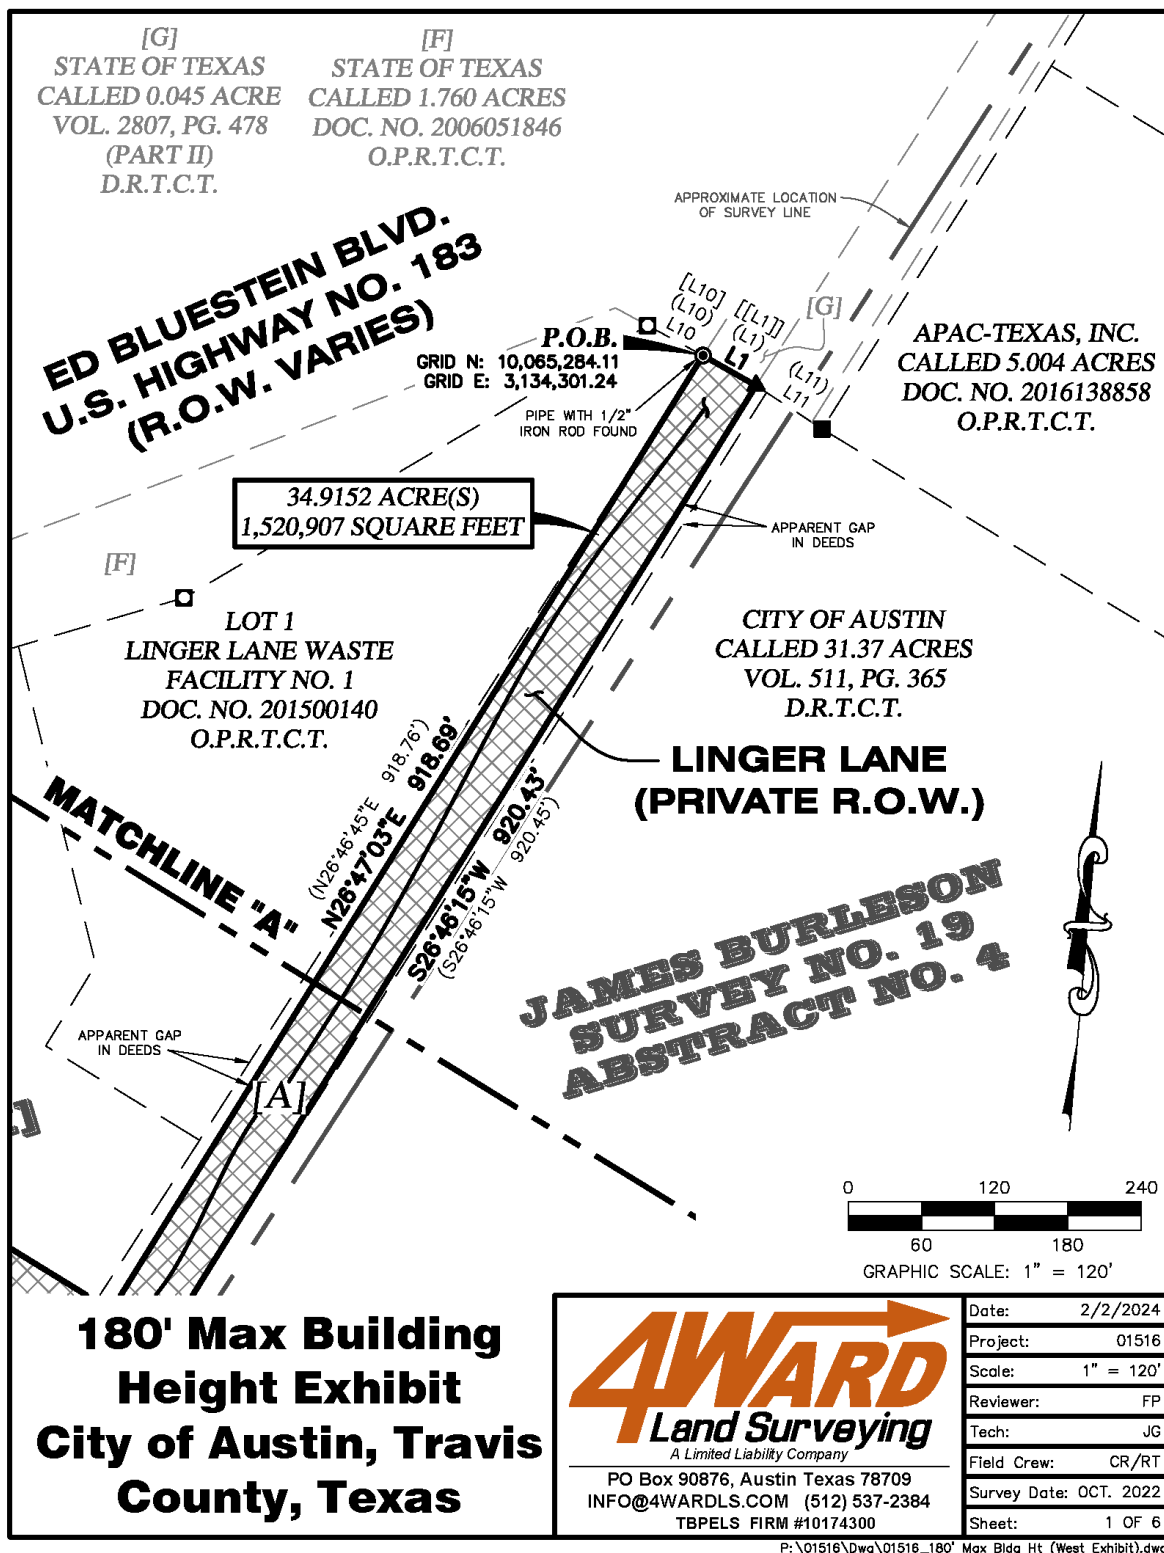 [G]
STATE OF TEXAS
CALLED 0.045 ACRE
VOL. 2807, PG. 478
(PART II)
D.R.T.C.T.
[F]
STATE OF TEXAS
CALLED 1.760 ACRES
DOC. NO. 2006051846
O.P.R.T.C.T.
APPROXIMATE LOCATION
OF SURVEY LINE
ED BLUESTEIN BLVD.
U.S. HIGHWAY NO. 183
(R.O.W. VARIES)
[L10]
(L10)
L10
[[L1]]
(L1)
L1
[G]
(L11)
L11
P.O.B.
GRID N: 10,065,284.11
GRID E: 3,134,301.24
PIPE WITH 1/2"
IRON ROD FOUND
APAC-TEXAS, INC.
CALLED 5.004 ACRES
DOC. NO. 2016138858
O.P.R.T.C.T.
34.9152 ACRE(S)
1,520,907 SQUARE FEET
APPARENT GAP
IN DEEDS
[F]
LOT 1
LINGER LANE WASTE
FACILITY NO. 1
DOC. NO. 201500140
O.P.R.T.C.T.
CITY OF AUSTIN
CALLED 31.37 ACRES
VOL. 511, PG. 365
D.R.T.C.T.
LINGER LANE
(PRIVATE R.O.W.)
(N26°46'45"E 918.76')
N26°47'03"E 918.69'
S26°46'15"W 920.43'
(S26°46'15"W 920.45')
MATCHLINE "A"
JAMES BURLESON
SURVEY NO. 19
ABSTRACT NO. 4
APPARENT GAP
IN DEEDS
[A]
0 120 240
60 180
GRAPHIC SCALE: 1" = 120'
180' Max Building
Height Exhibit
City of Austin, Travis
County, Texas
4WARD
Land Surveying
A Limited Liability Company
PO Box 90876, Austin Texas 78709
INFO@4WARDLS.COM (512) 537-2384
TBPELS FIRM #10174300
Date: 2/2/2024
Project: 01516
Scale: 1" = 120'
Reviewer: FP
Tech: JG
Field Crew: CR/RT
Survey Date: OCT. 2022
Sheet: 1 OF 6
P:\01516\Dwg\01516_180' Max Bldg Ht (West Exhibit).dwg